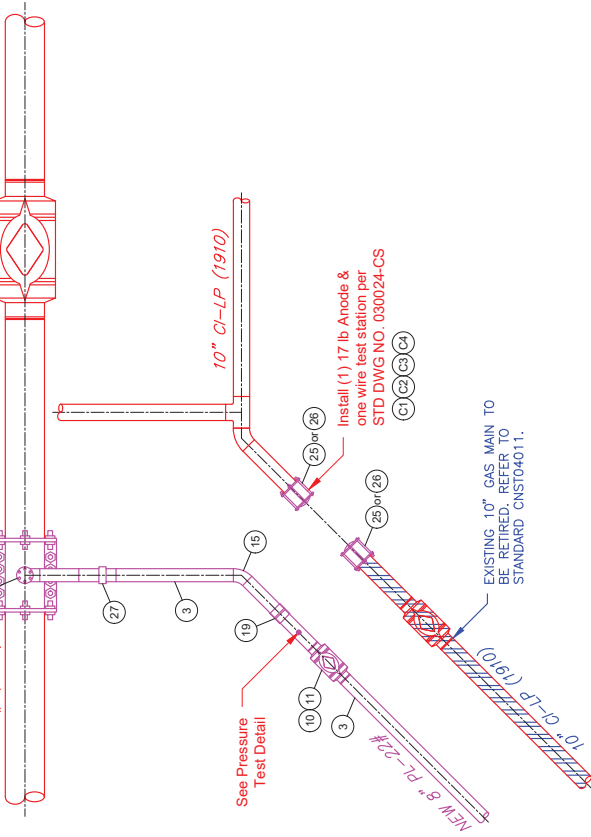 10" CI-LP (1910)
25 or 26
Install (1) 17 lb Anode &
one wire test station per
STD DWG NO. 030024-CS
C1 C2 C3 C4
25 or 26
EXISTING 10" GAS MAIN TO
BE RETIRED. REFER TO
STANDARD CNST04011.
27
3
15
19
See Pressure
Test Detail
10 11
3
NEW 8" PL-22#
10" CI-LP (1910)